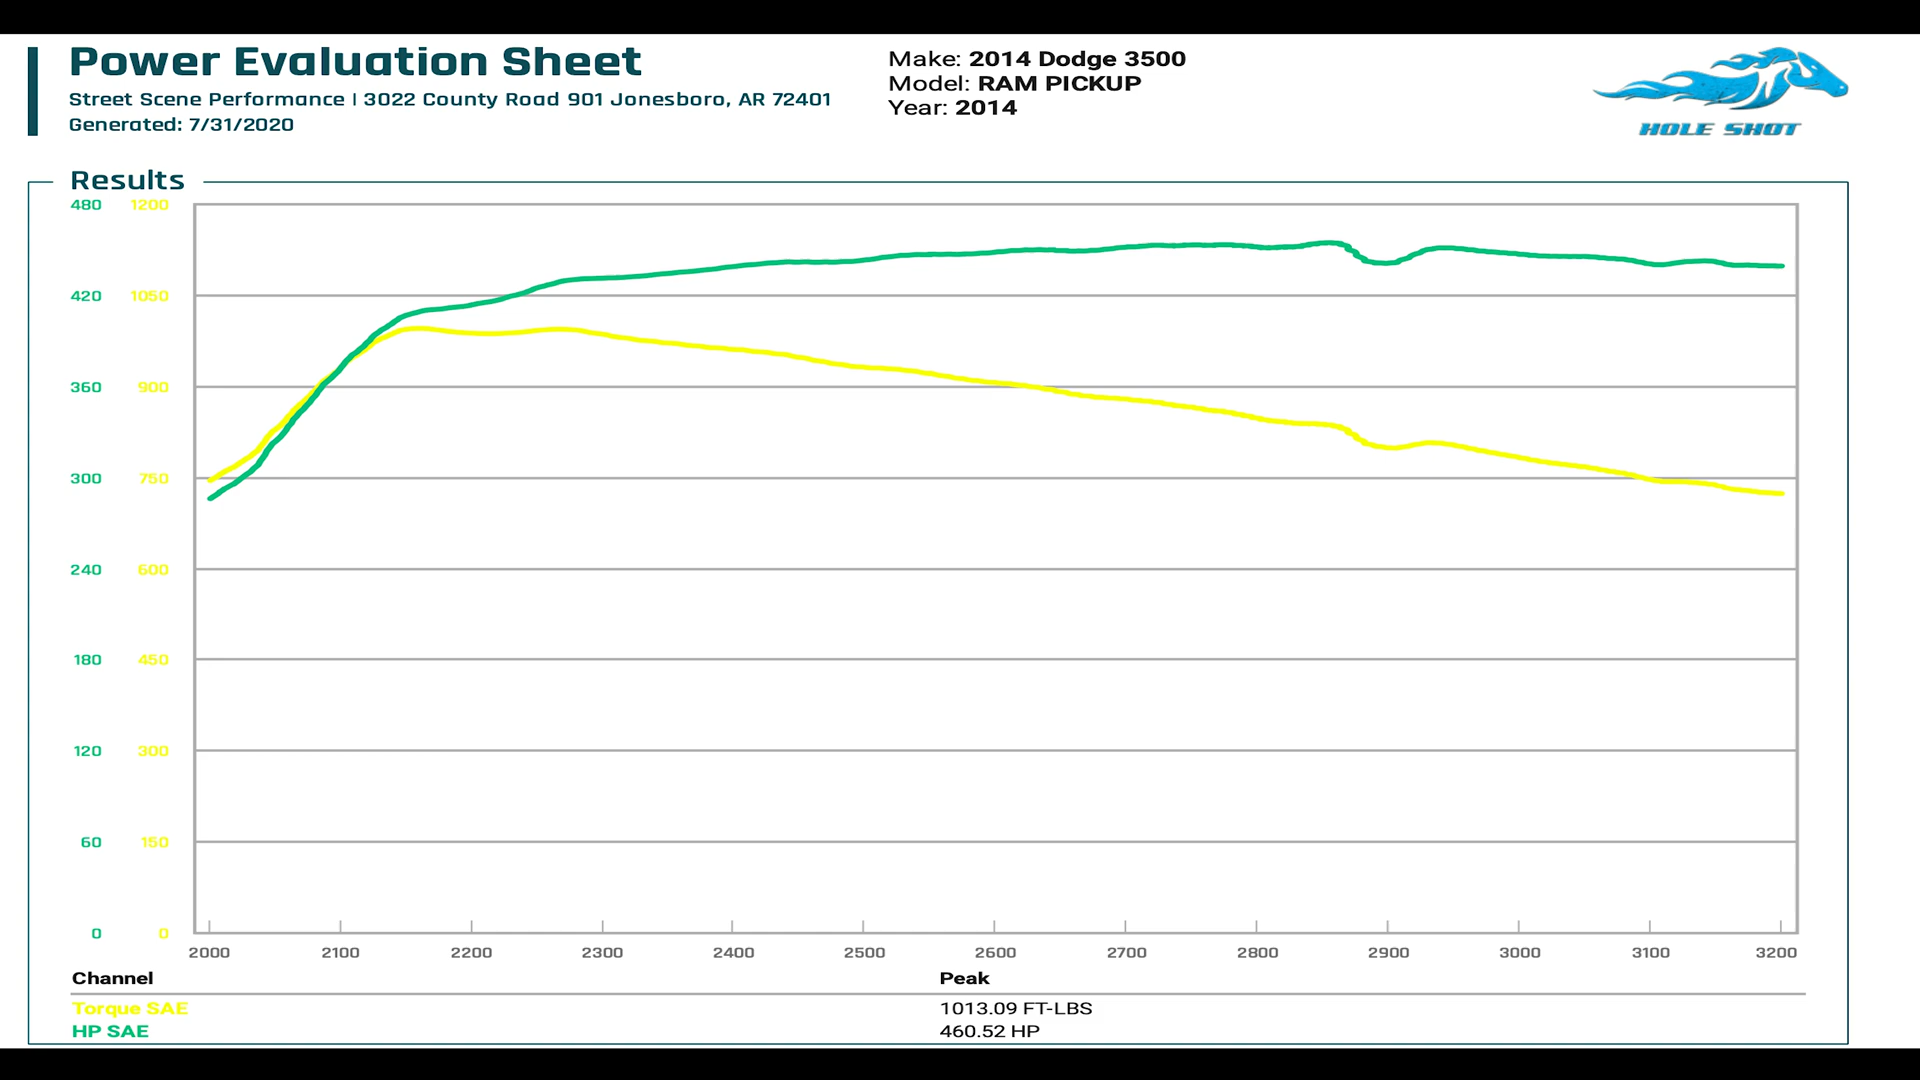 Power Evaluation Sheet
Street Scene Performance | 3022 County Road 901 Jonesboro, AR 72401
Generated: 7/31/2020
Make: 2014 Dodge 3500
Model: RAM PICKUP
Year: 2014
HOLE SHOT
Results
480 1200
420 1050
360 900
300 750
240 600
180 450
120 300
60 150
0 0
2000 2100 2200 2300 2400 2500 2600 2700 2800 2900 3000 3100 3200
Channel Peak
Torque SAE 1013.09 FT-LBS
HP SAE 460.52 HP